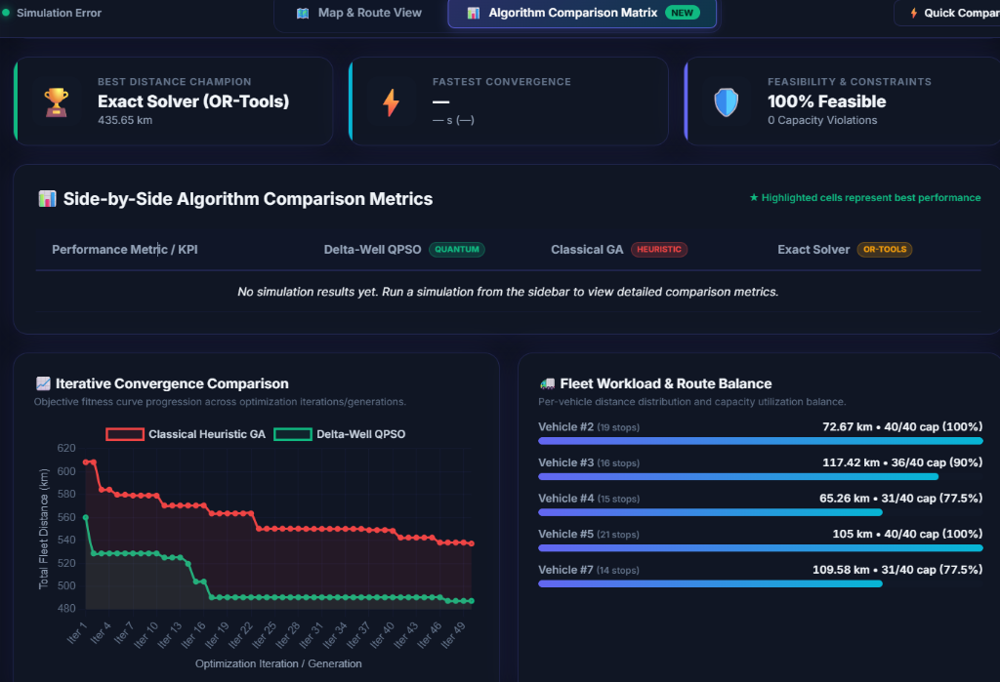 Simulation Error
Map & Route View
Algorithm Comparison Matrix NEW
Quick Compar
BEST DISTANCE CHAMPION
Exact Solver (OR-Tools)
435.65 km
FASTEST CONVERGENCE
—
— s (—)
FEASIBILITY & CONSTRAINTS
100% Feasible
0 Capacity Violations
Side-by-Side Algorithm Comparison Metrics
★ Highlighted cells represent best performance
Performance Metric / KPI
Delta-Well QPSO QUANTUM
Classical GA HEURISTIC
Exact Solver OR-TOOLS
No simulation results yet. Run a simulation from the sidebar to view detailed comparison metrics.
Iterative Convergence Comparison
Objective fitness curve progression across optimization iterations/generations.
Classical Heuristic GA
Delta-Well QPSO
Total Fleet Distance (km)
620
600
580
560
540
520
500
480
Iter 1
Iter 4
Iter 7
Iter 10
Iter 13
Iter 16
Iter 19
Iter 22
Iter 25
Iter 28
Iter 31
Iter 34
Iter 37
Iter 40
Iter 43
Iter 46
Iter 49
Optimization Iteration / Generation
Fleet Workload & Route Balance
Per-vehicle distance distribution and capacity utilization balance.
Vehicle #2 (19 stops) 72.67 km • 40/40 cap (100%)
Vehicle #3 (16 stops) 117.42 km • 36/40 cap (90%)
Vehicle #4 (15 stops) 65.26 km • 31/40 cap (77.5%)
Vehicle #5 (21 stops) 105 km • 40/40 cap (100%)
Vehicle #7 (14 stops) 109.58 km • 31/40 cap (77.5%)